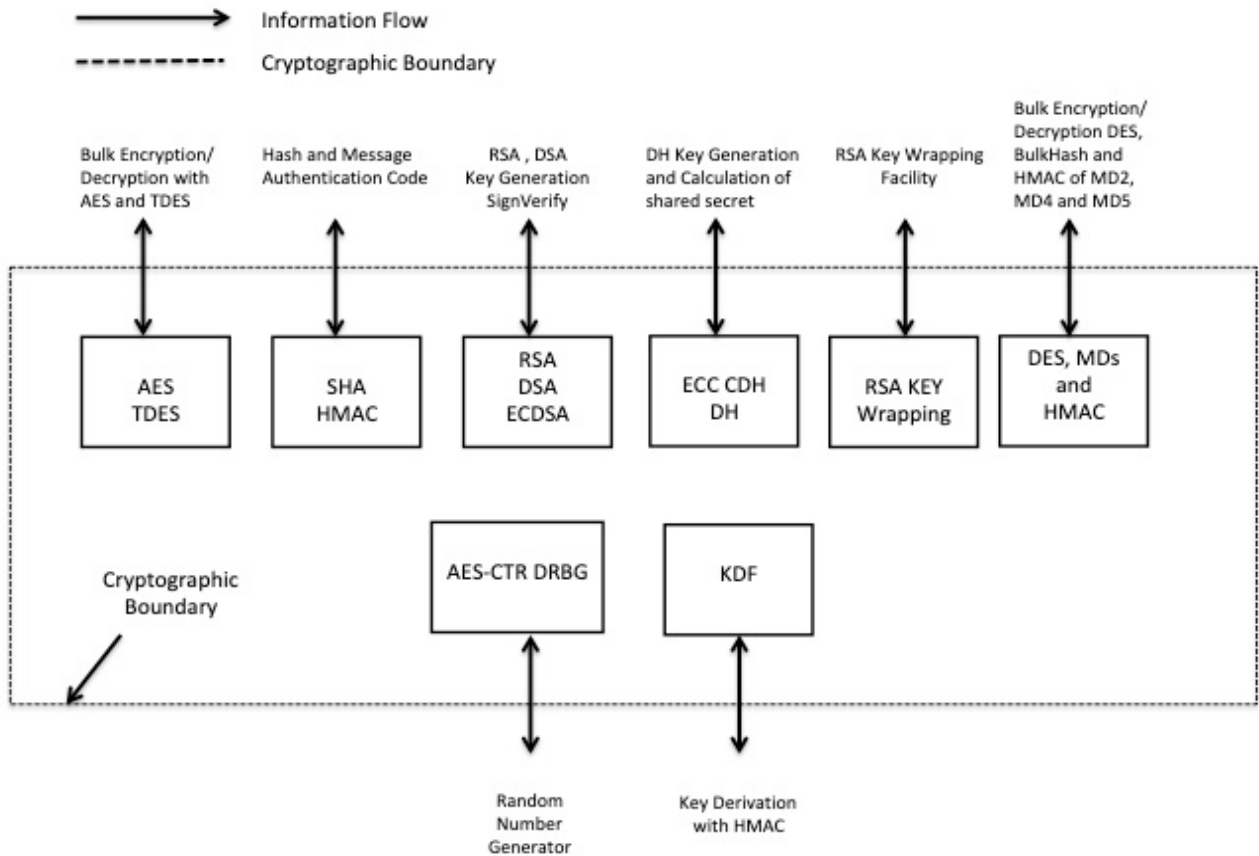 Information Flow
Cryptographic Boundary
Bulk Encryption/
Decryption with
AES and TDES
Hash and Message
Authentication Code
RSA , DSA
Key Generation
SignVerify
DH Key Generation
and Calculation of
shared secret
RSA Key Wrapping
Facility
Bulk Encryption/
Decryption DES,
BulkHash and
HMAC of MD2,
MD4 and MD5
AES
TDES
SHA
HMAC
RSA
DSA
ECDSA
ECC CDH
DH
RSA KEY
Wrapping
DES, MDs
and
HMAC
AES-CTR DRBG
KDF
Cryptographic
Boundary
Random
Number
Generator
Key Derivation
with HMAC